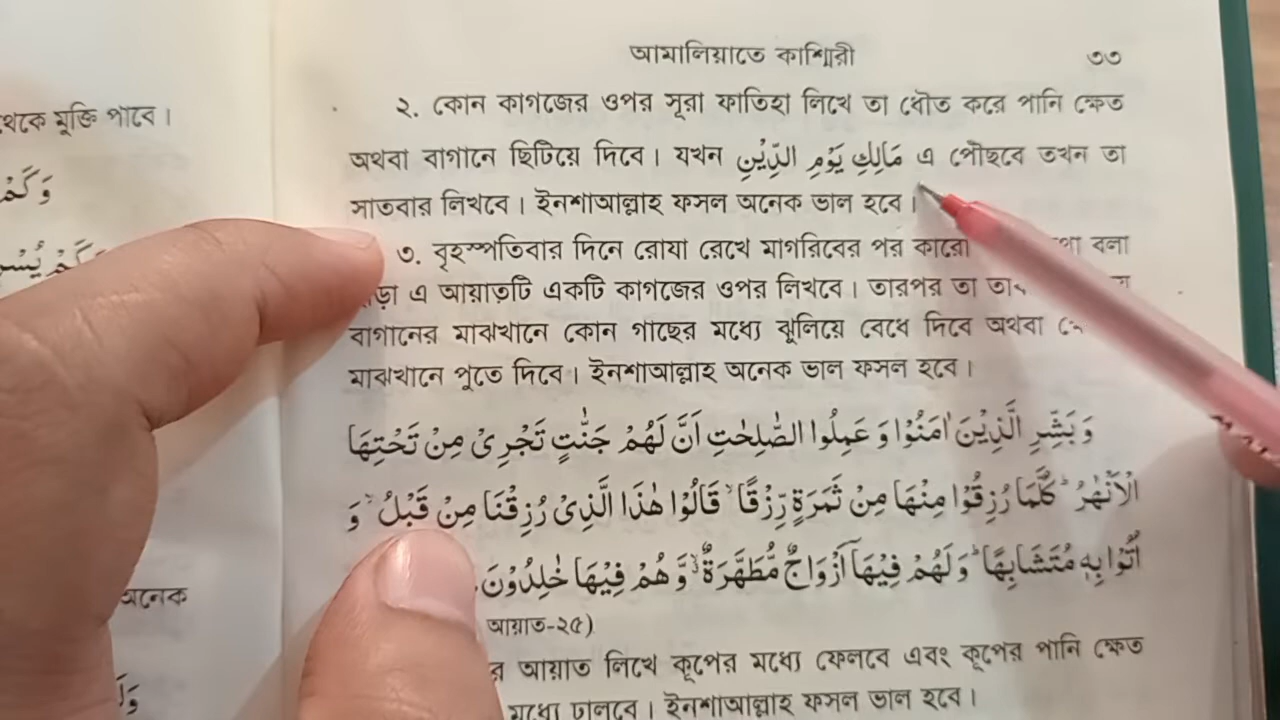 আমালিয়াতে কাশ্মিরী ৩৩
২. কোন কাগজের ওপর সূরা ফাতিহা লিখে তা ধৌত করে পানি ক্ষেত
অথবা বাগানে ছিটিয়ে দিবে। যখন مَالِكِ يَوْمِ الدِّيْنِ এ পৌছবে তখন তা
সাতবার লিখবে। ইনশাআল্লাহ ফসল অনেক ভাল হবে।
৩. বৃহস্পতিবার দিনে রোযা রেখে মাগরিবের পর কারো বলা
এ আয়াতটি একটি কাগজের ওপর লিখবে। তারপর তা
বাগানের মাঝখানে কোন গাছের মধ্যে ঝুলিয়ে বেধে দিবে অথবা
মাঝখানে পুতে দিবে। ইনশাআল্লাহ অনেক ভাল ফসল হবে।
وَ بَشِّرِ الَّذِيْنَ اٰمَنُوْا وَ عَمِلُوا الصّٰلِحٰتِ اَنَّ لَهُمْ جَنّٰتٍ تَجْرِىْ مِنْ تَحْتِهَا
الْاَنْهٰرُ ؕ كُلَّمَا رُزِقُوْا مِنْهَا مِنْ ثَمَرَةٍ رِّزْقًا ۙ قَالُوْا هٰذَا الَّذِىْ رُزِقْنَا مِنْ قَبْلُ ۙ وَ
اُتُوْا بِهٖ مُتَشَابِهًا ؕ وَلَهُمْ فِيْهَآ اَزْوَاجٌ مُّطَهَّرَةٌ ۙ وَّ هُمْ فِيْهَا خٰلِدُوْنَ
আয়াত-২৫)
আয়াত লিখে কূপের মধ্যে ফেলবে এবং কূপের পানি ক্ষেত
মধ্যে ঢালবে। ইনশাআল্লাহ ফসল ভাল হবে।
থেকে মুক্তি পাবে।
وَكَمْ
وَكَمْ يُسْرٍ
অনেক